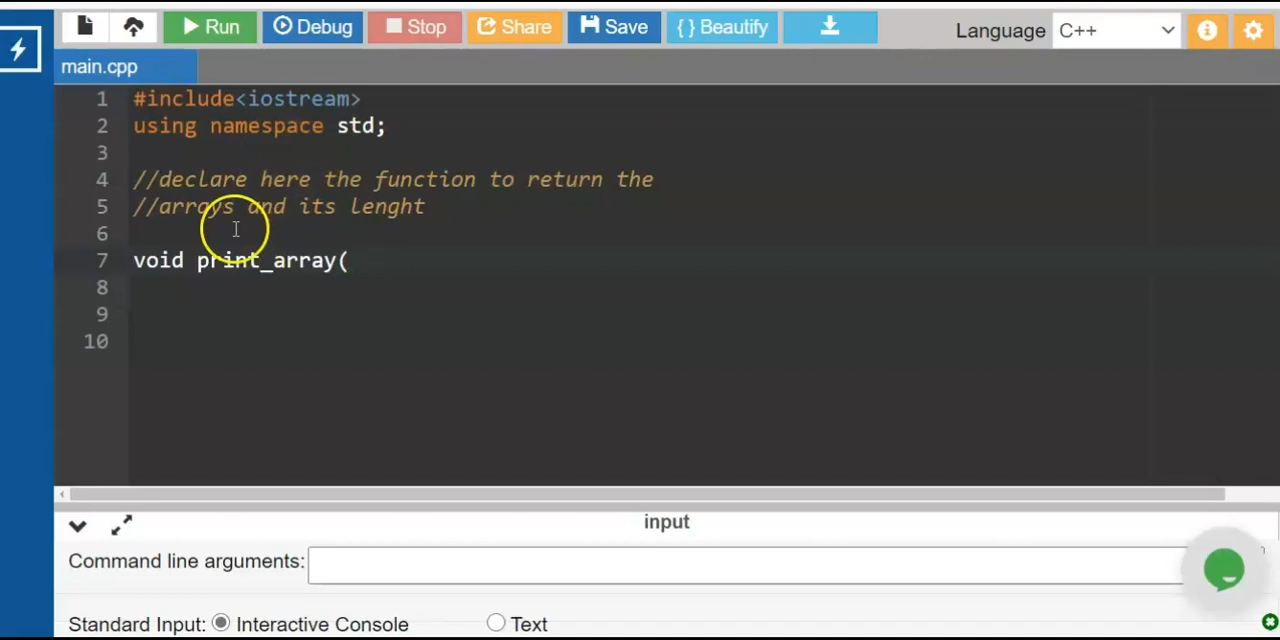 Run Debug Stop Share Save { } Beautify Language C++
main.cpp
1 #include<iostream>
2 using namespace std;
3
4 //declare here the function to return the
5 //arrays and its lenght
6
7 void print_array(
8
9
10
input
Command line arguments:
Standard Input: Interactive Console Text